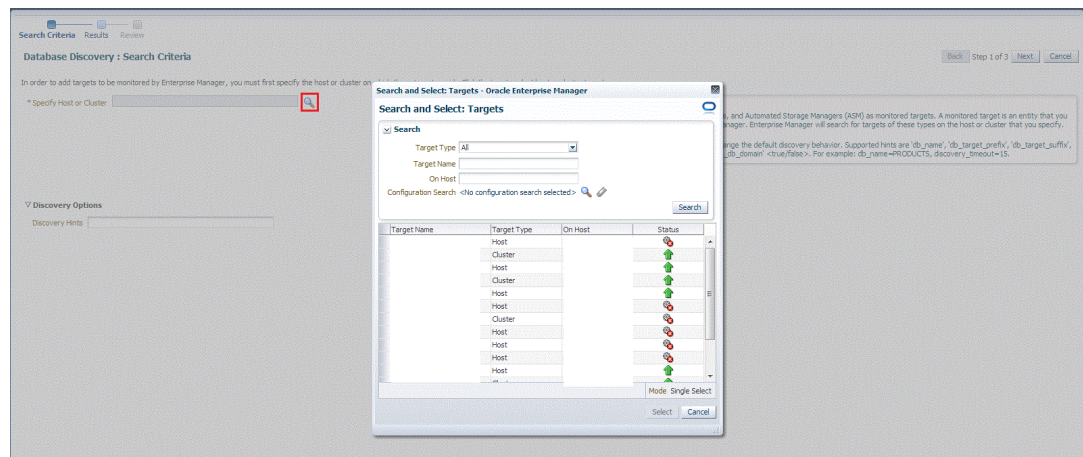 Search Criteria Results Review
Database Discovery : Search Criteria
Back Step 1 of 3 Next Cancel
In order to add targets to be monitored by Enterprise Manager, you must first specify the host or cluster on
* Specify Host or Cluster
s, and Automated Storage Managers (ASM) as monitored targets. A monitored target is an entity that you
anager. Enterprise Manager will search for targets of these types on the host or cluster that you specify.
ange the default discovery behavior. Supported hints are 'db_name', 'db_target_prefix', 'db_target_suffix',
_db_domain' <true/false>. For example: db_name=PRODUCTS, discovery_timeout=15.
Discovery Options
Discovery Hints
Search and Select: Targets - Oracle Enterprise Manager
Search and Select: Targets
Search
Target Type All
Target Name
On Host
Configuration Search <No configuration search selected>
Search
Target Name Target Type On Host Status
Host
Cluster
Host
Cluster
Host
Host
Cluster
Host
Host
Host
Host
Mode Single Select
Select Cancel